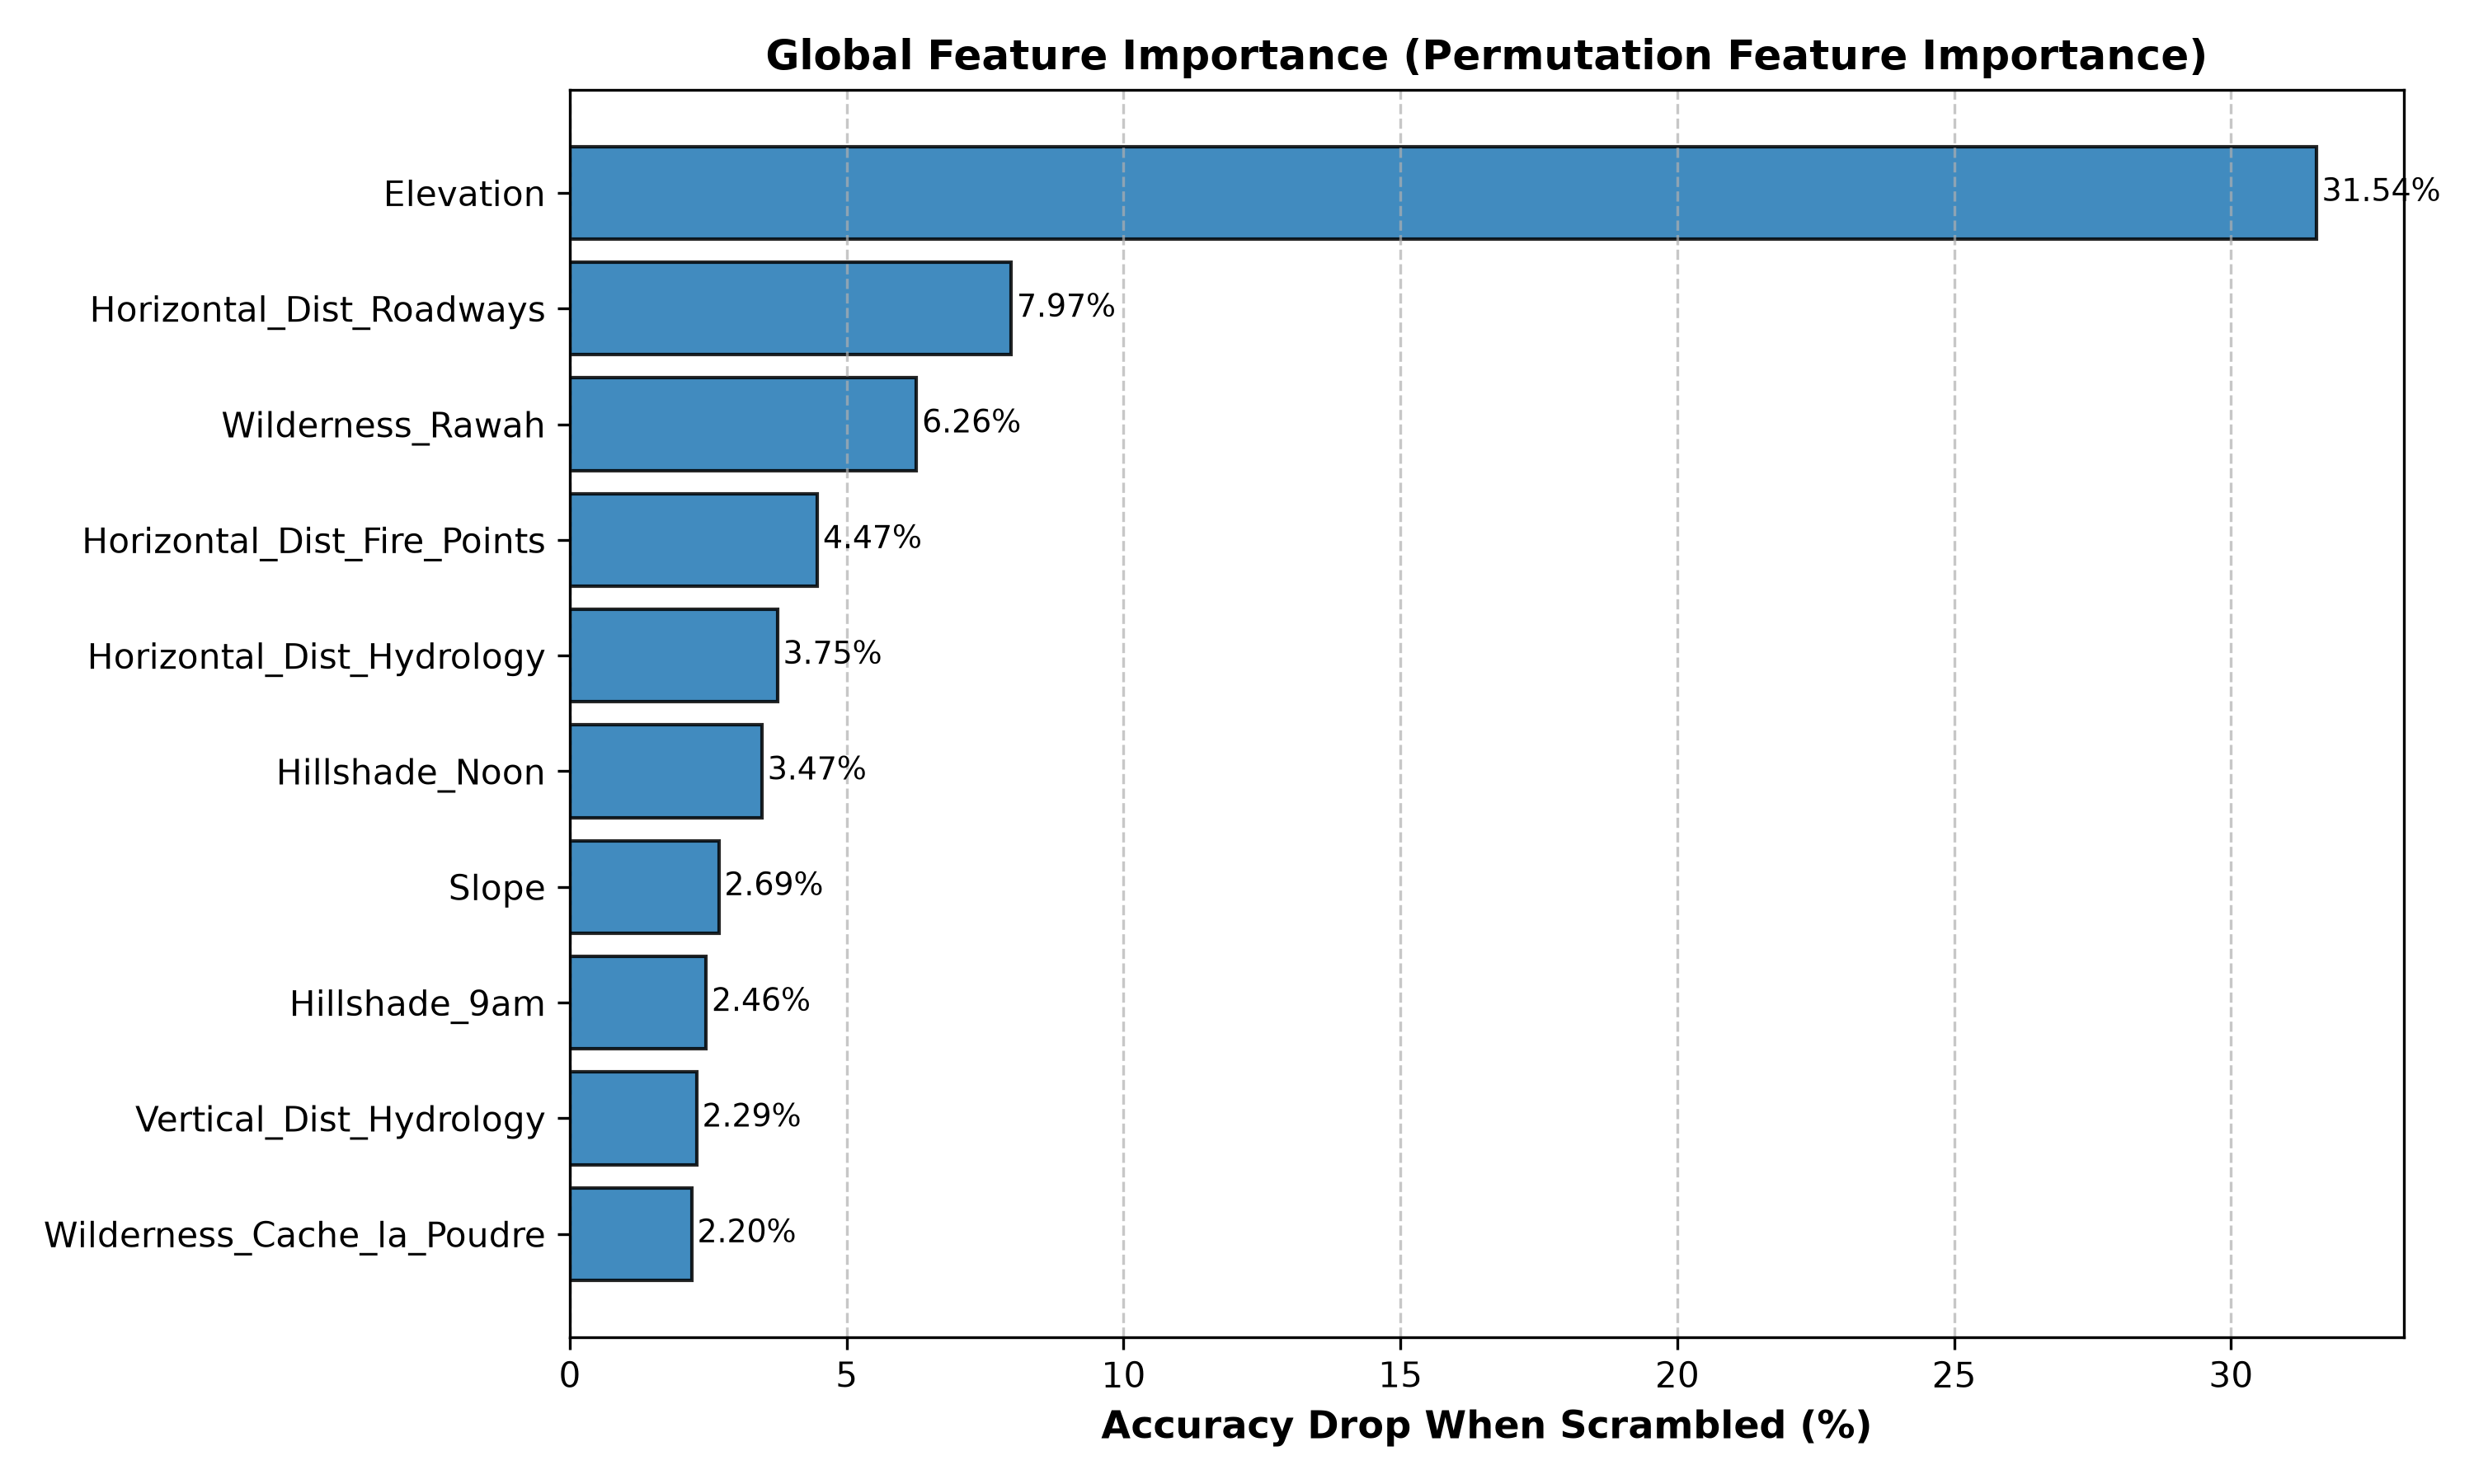 Global Feature Importance (Permutation Feature Importance)
Elevation 31.54%
Horizontal_Dist_Roadways 7.97%
Wilderness_Rawah 6.26%
Horizontal_Dist_Fire_Points 4.47%
Horizontal_Dist_Hydrology 3.75%
Hillshade_Noon 3.47%
Slope 2.69%
Hillshade_9am 2.46%
Vertical_Dist_Hydrology 2.29%
Wilderness_Cache_la_Poudre 2.20%
0 5 10 15 20 25 30
Accuracy Drop When Scrambled (%)